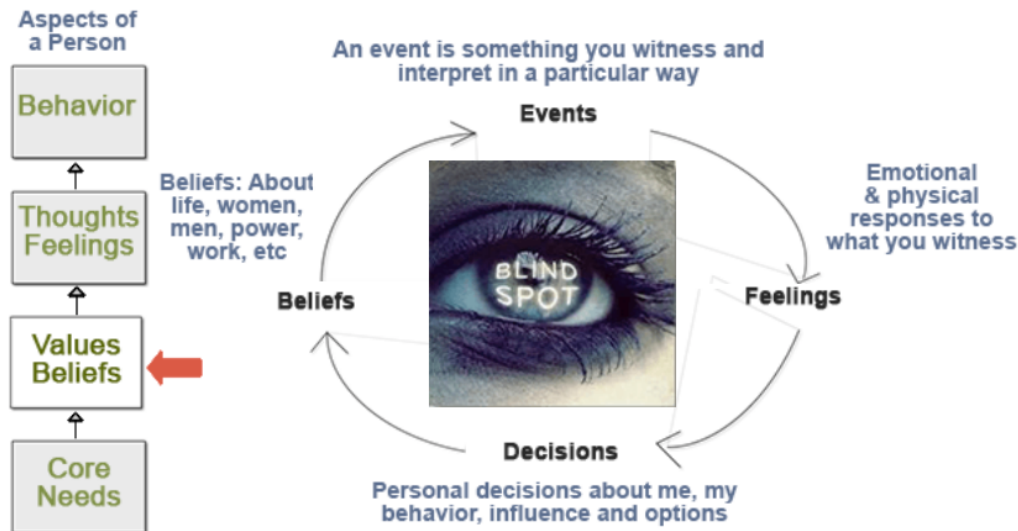 Aspects of
a Person
Behavior
Thoughts
Feelings
Values
Beliefs
Core
Needs
An event is something you witness and
interpret in a particular way
Events
Emotional
& physical
responses to
what you witness
Feelings
Decisions
Personal decisions about me, my
behavior, influence and options
Beliefs: About
life, women,
men, power,
work, etc
Beliefs
BLIND
SPOT